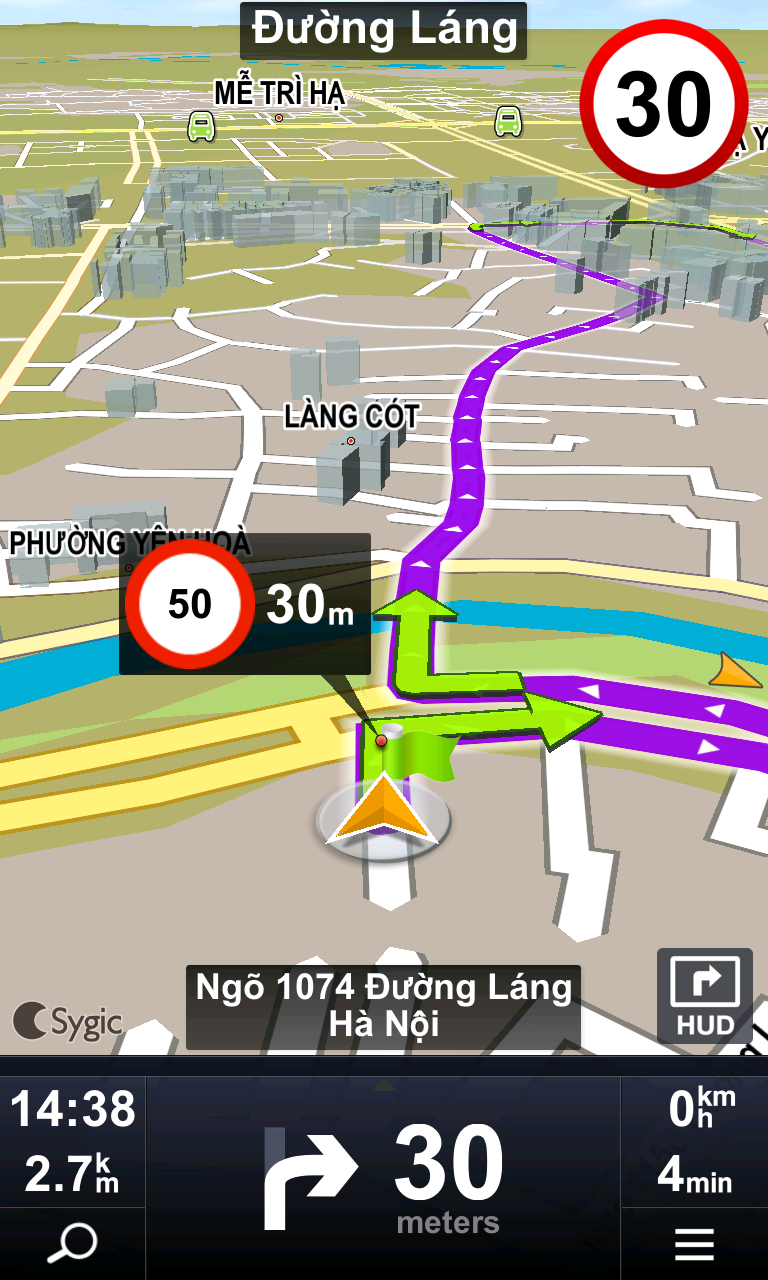 Đường Láng
30
MỄ TRÌ HẠ
LÀNG CÓT
PHƯỜNG YÊN HOÀ
50
30m
Ngõ 1074 Đường Láng
Hà Nội
Sygic
HUD
14:38
2.7km
30
meters
0km
h
4min